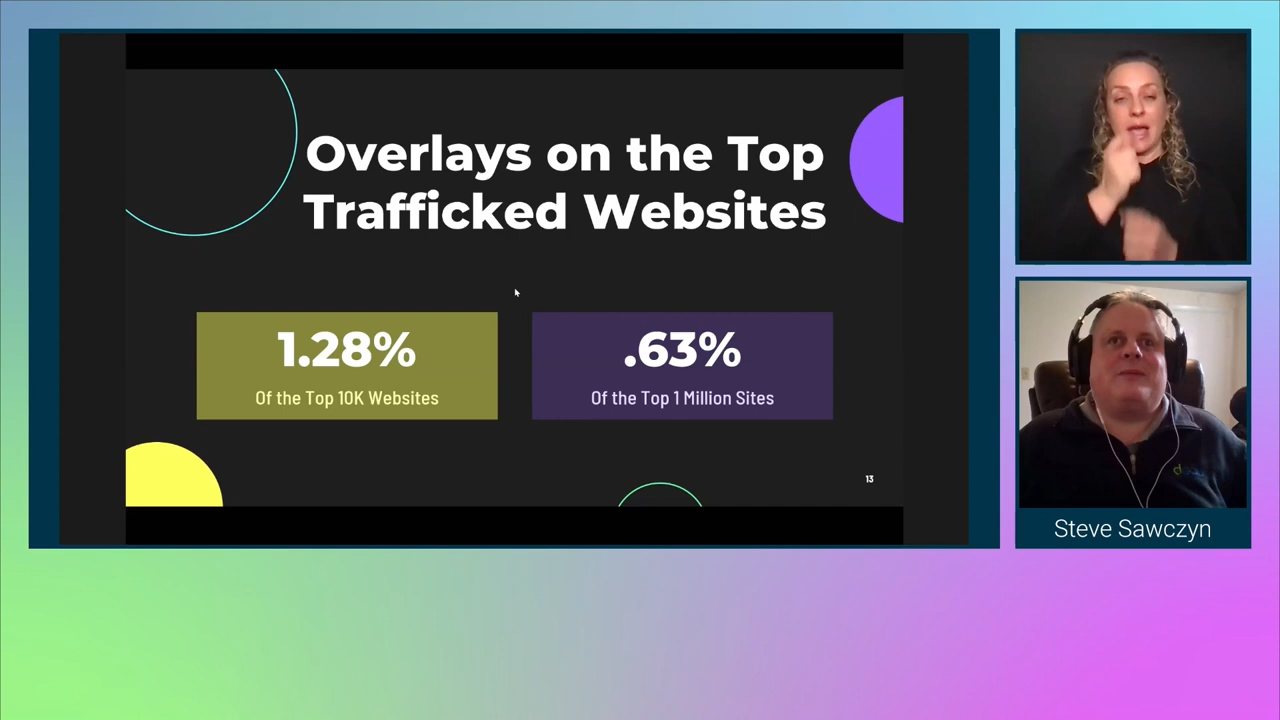 Overlays on the Top
Trafficked Websites
1.28%
Of the Top 10K Websites
.63%
Of the Top 1 Million Sites
13
Steve Sawczyn